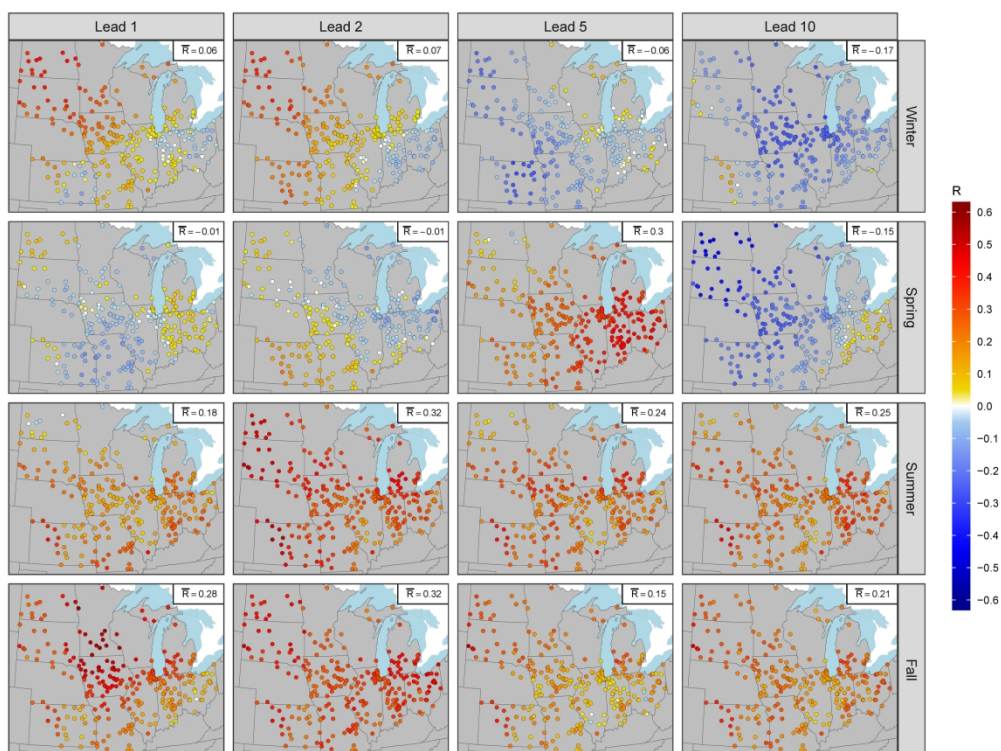 Lead 1
Lead 2
Lead 5
Lead 10
R̅ = 0.06
R̅ = 0.07
R̅ = −0.06
R̅ = −0.17
Winter
R̅ = −0.01
R̅ = −0.01
R̅ = 0.3
R̅ = −0.15
Spring
R̅ = 0.18
R̅ = 0.32
R̅ = 0.24
R̅ = 0.25
Summer
R̅ = 0.28
R̅ = 0.32
R̅ = 0.15
R̅ = 0.21
Fall
R
0.6
0.5
0.4
0.3
0.2
0.1
0.0
−0.1
−0.2
−0.3
−0.4
−0.5
−0.6